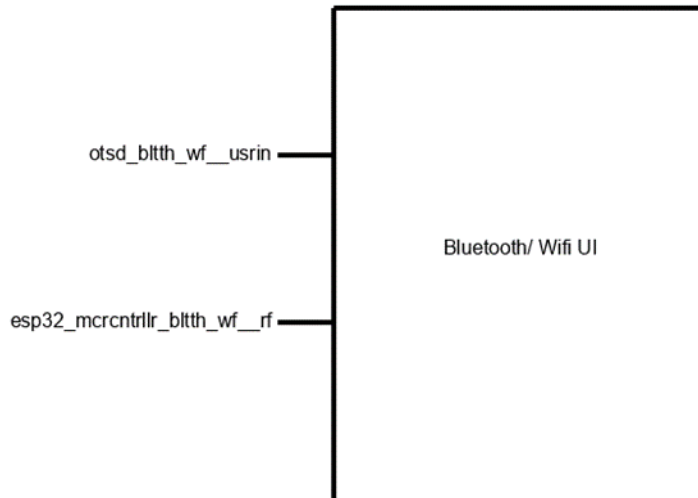 otsd_bltth_wf__usrin
Bluetooth/ Wifi UI
esp32_mcrcntrllr_bltth_wf__rf